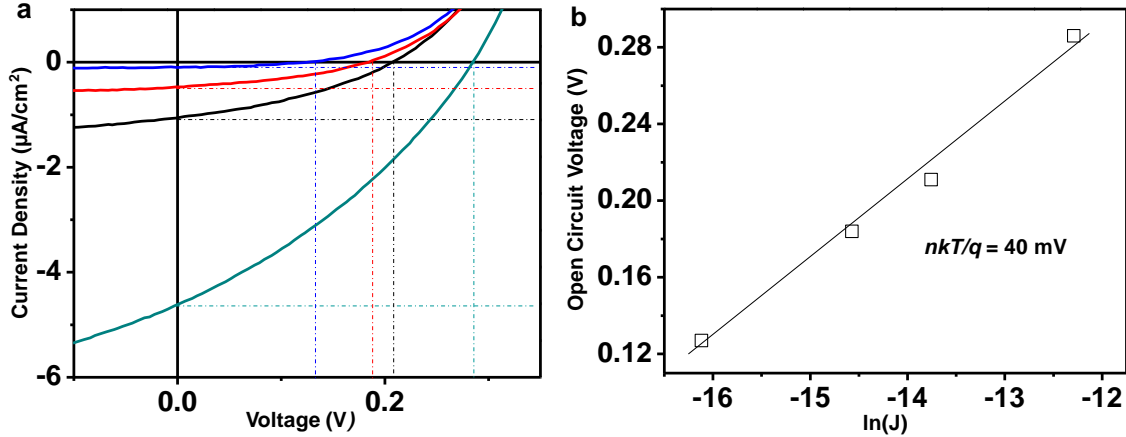 a
Current Density (µA/cm²)
0
-2
-4
-6
0.0
0.2
Voltage (V)
b
Open Circuit Voltage (V)
0.28
0.24
0.20
0.16
0.12
nkT/q = 40 mV
-16
-15
-14
-13
-12
ln(J)